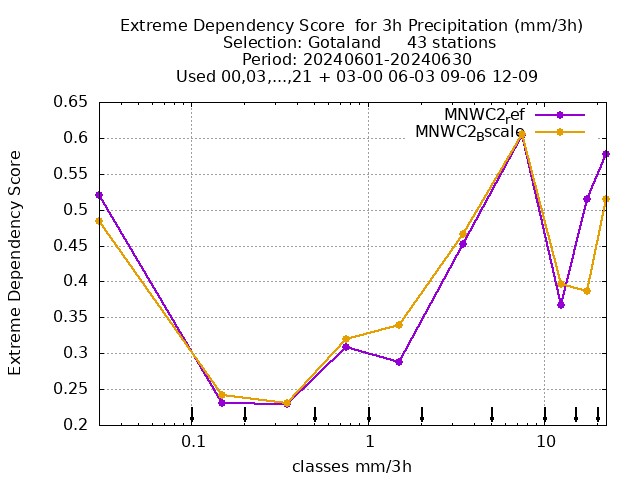 Extreme Dependency Score  for 3h Precipitation (mm/3h)
Selection: Gotaland     43 stations
Period: 20240601-20240630
Used 00,03,...,21 + 03-00 06-03 09-06 12-09
MNWC2_ref
MNWC2_Bscale
Extreme Dependency Score
0.65
0.6
0.55
0.5
0.45
0.4
0.35
0.3
0.25
0.2
0.1
1
10
classes mm/3h